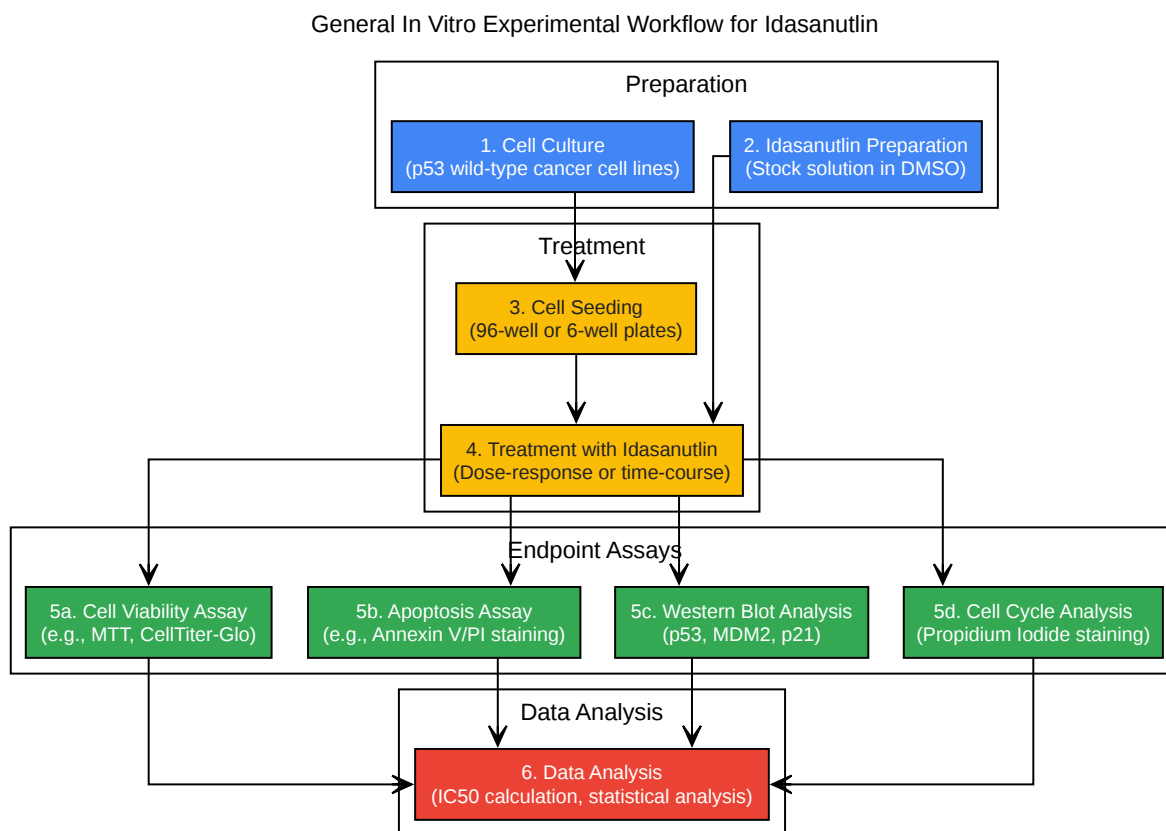 General In Vitro Experimental Workflow for Idasanutlin
Preparation
1. Cell Culture
(p53 wild-type cancer cell lines)
2. Idasanutlin Preparation
(Stock solution in DMSO)
Treatment
3. Cell Seeding
(96-well or 6-well plates)
4. Treatment with Idasanutlin
(Dose-response or time-course)
Endpoint Assays
5a. Cell Viability Assay
(e.g., MTT, CellTiter-Glo)
5b. Apoptosis Assay
(e.g., Annexin V/PI staining)
5c. Western Blot Analysis
(p53, MDM2, p21)
5d. Cell Cycle Analysis
(Propidium Iodide staining)
Data Analysis
6. Data Analysis
(IC50 calculation, statistical analysis)